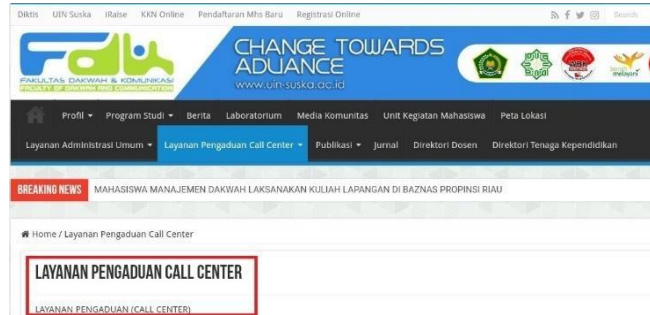 Diktis UIN Suska iRaise KKN Online Pendaftaran Mhs Baru Registrasi Online Search
CHANGE TOWARDS
ADVANCE
www.uin-suska.ac.id
FAKULTAS DAKWAH & KOMUNIKASI
FACULTY OF DAKWAH AND COMMUNICATION
Profil Program Studi Berita Laboratorium Media Komunitas Unit Kegiatan Mahasiswa Peta Lokasi
Layanan Administrasi Umum Layanan Pengaduan Call Center Publikasi Jurnal Direktori Dosen Direktori Tenaga Kependidikan
BREAKING NEWS MAHASISWA MANAJEMEN DAKWAH LAKSANAKAN KULIAH LAPANGAN DI BAZNAS PROPINSI RIAU
Home / Layanan Pengaduan Call Center
LAYANAN PENGADUAN CALL CENTER
LAYANAN PENGADUAN (CALL CENTER)